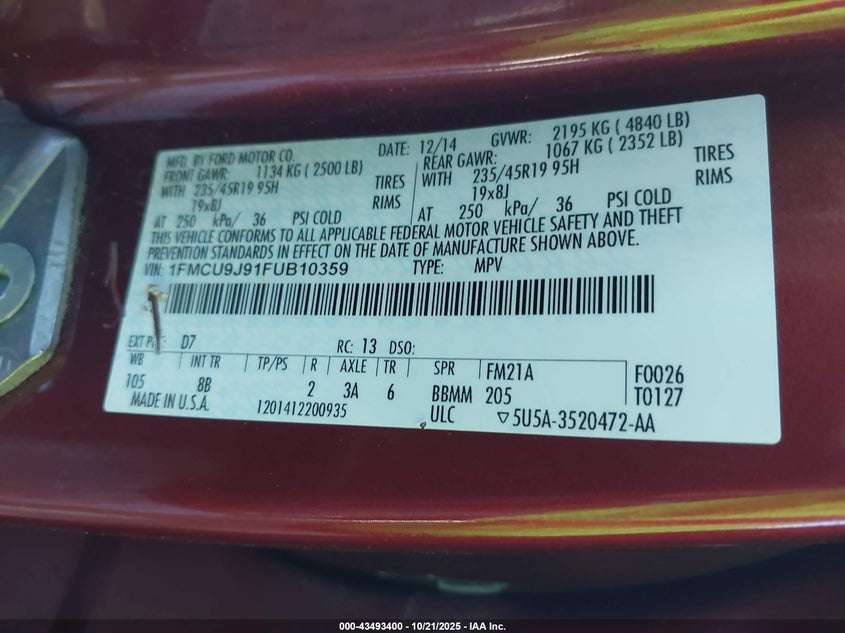 MFD. BY FORD MOTOR CO.
DATE: 12/14 GVWR: 2195 KG ( 4840 LB)
FRONT GAWR: 1134 KG ( 2500 LB)
REAR GAWR: 1067 KG ( 2352 LB)
WITH 235/45R19 95H TIRES
WITH 235/45R19 95H TIRES
19x8J RIMS
19x8J RIMS
AT 250 kPa/ 36 PSI COLD
AT 250 kPa/ 36 PSI COLD
THIS VEHICLE CONFORMS TO ALL APPLICABLE FEDERAL MOTOR VEHICLE SAFETY AND THEFT
PREVENTION STANDARDS IN EFFECT ON THE DATE OF MANUFACTURE SHOWN ABOVE.
VIN: 1FMCU9J91FUB10359 TYPE: MPV
EXT D7 RC: 13 DSO:
WB INT TR TP/PS R AXLE TR SPR FM21A F0026
105 8B 2 3A 6 BBMM 205 T0127
MADE IN U.S.A. 1201412200935 ULC ▽5U5A-3520472-AA
000-43493400 - 10/21/2025 - IAA Inc.